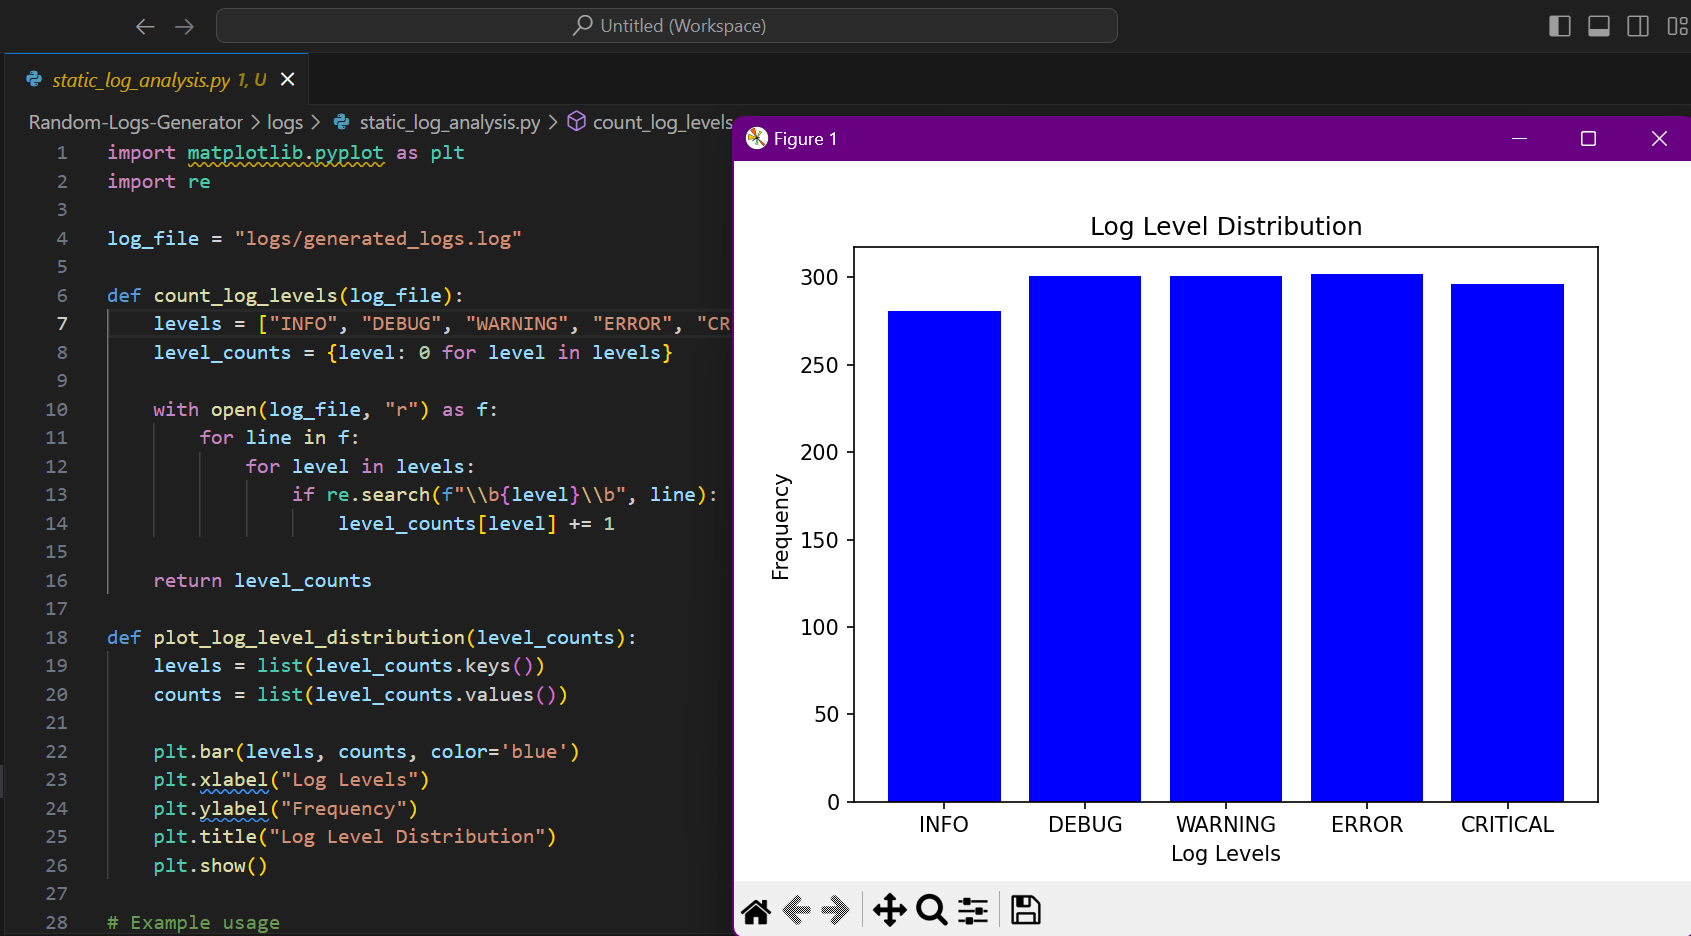 Untitled (Workspace)
static_log_analysis.py 1, U
Random-Logs-Generator > logs > static_log_analysis.py > count_log_levels
1 import matplotlib.pyplot as plt
2 import re
3
4 log_file = "logs/generated_logs.log"
5
6 def count_log_levels(log_file):
7     levels = ["INFO", "DEBUG", "WARNING", "ERROR", "CR
8     level_counts = {level: 0 for level in levels}
9
10     with open(log_file, "r") as f:
11         for line in f:
12             for level in levels:
13                 if re.search(f"\\b{level}\\b", line):
14                     level_counts[level] += 1
15
16     return level_counts
17
18 def plot_log_level_distribution(level_counts):
19     levels = list(level_counts.keys())
20     counts = list(level_counts.values())
21
22     plt.bar(levels, counts, color='blue')
23     plt.xlabel("Log Levels")
24     plt.ylabel("Frequency")
25     plt.title("Log Level Distribution")
26     plt.show()
27
28 # Example usage
Figure 1
Log Level Distribution
Frequency
300
250
200
150
100
50
0
INFO DEBUG WARNING ERROR CRITICAL
Log Levels